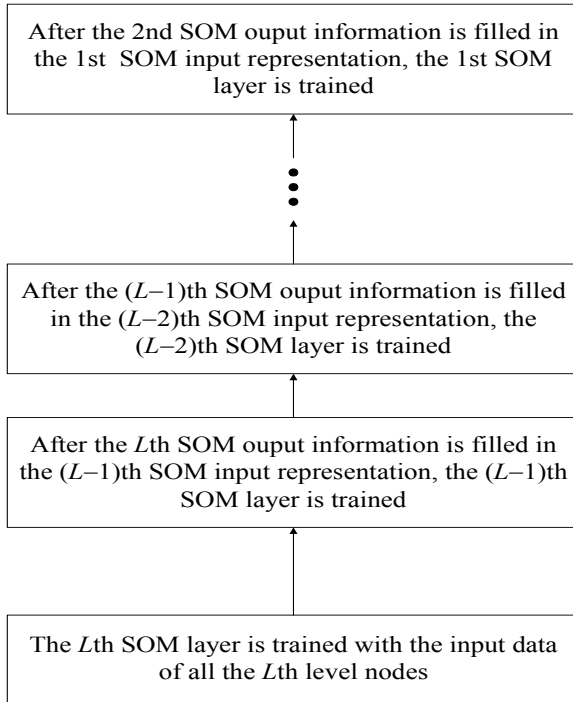 After the 2nd SOM ouput information is filled in
the 1st SOM input representation, the 1st SOM
layer is trained
After the (L−1)th SOM ouput information is filled
in the (L−2)th SOM input representation, the
(L−2)th SOM layer is trained
After the Lth SOM ouput information is filled in
the (L−1)th SOM input representation, the (L−1)th
SOM layer is trained
The Lth SOM layer is trained with the input data
of all the Lth level nodes